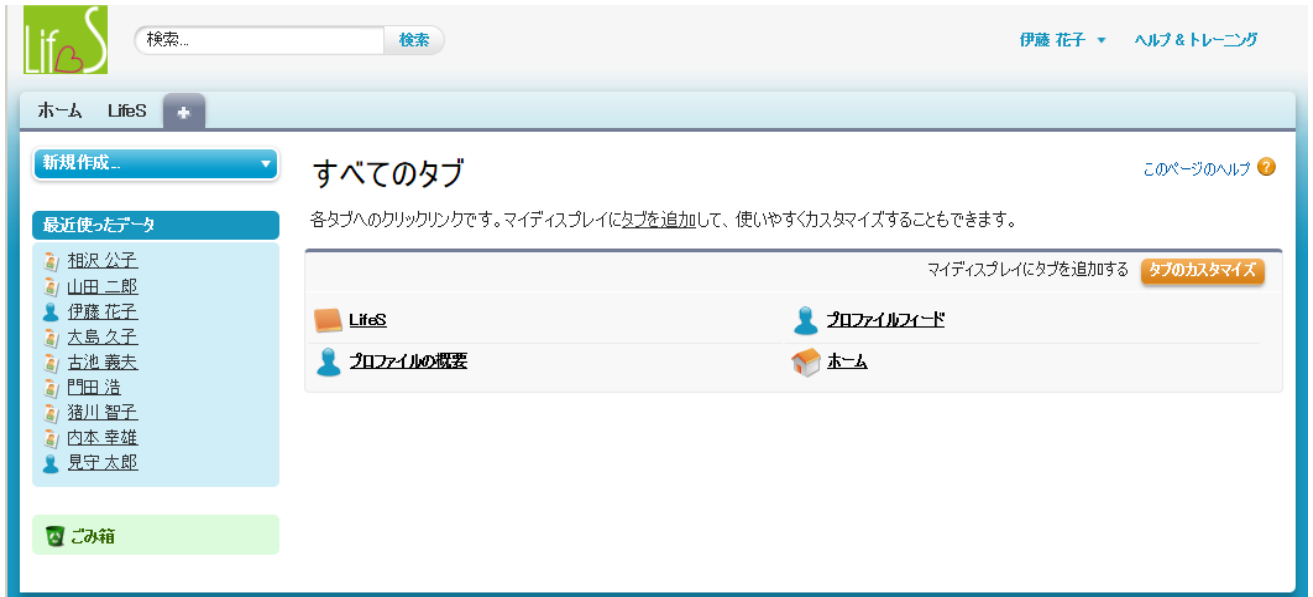 LifeS
検索...
検索
伊藤 花子
ヘルプ & トレーニング
ホーム LifeS +
新規作成...
すべてのタブ
このページのヘルプ ?
最近使ったデータ
各タブへのクリックリンクです。マイディスプレイにタブを追加して、使いやすくカスタマイズすることもできます。
相沢 公子
山田 二郎
伊藤 花子
大島 久子
古池 義夫
門田 浩
猪川 智子
内本 幸雄
見守 太郎
マイディスプレイにタブを追加する タブのカスタマイズ
LifeS プロファイルフィード
プロファイルの概要 ホーム
ごみ箱